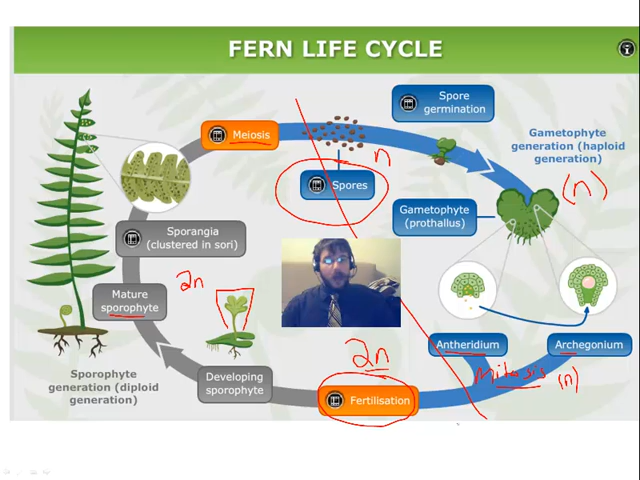 FERN LIFE CYCLE
Spore
germination
Meiosis
n
Gametophyte
generation (haploid
generation)
(n)
Spores
Gametophyte
(prothallus)
Sporangia
(clustered in sori)
2n
Mature
sporophyte
Antheridium
Archegonium
2n
Mitosis (n)
Sporophyte
generation (diploid
generation)
Developing
sporophyte
Fertilisation